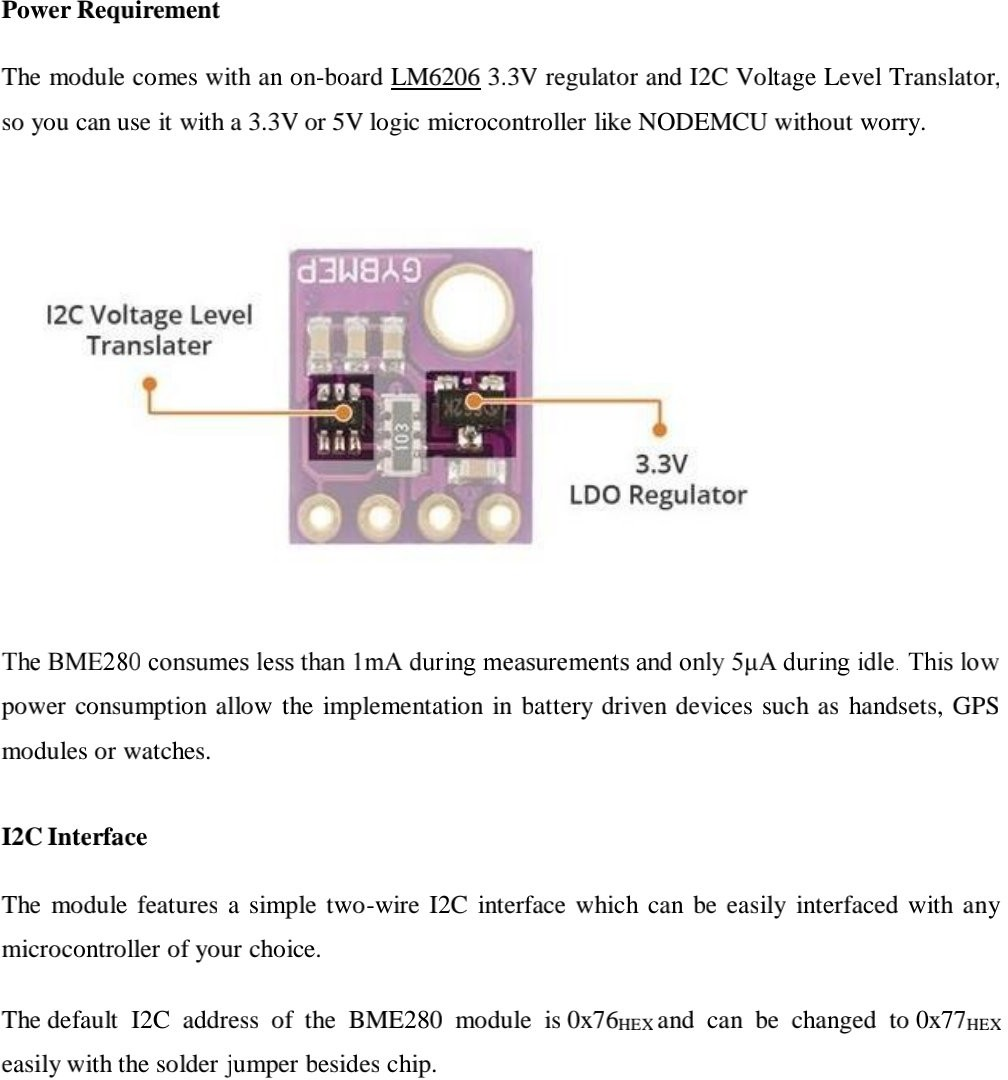 Power Requirement
The module comes with an on-board LM6206 3.3V regulator and I2C Voltage Level Translator,
so you can use it with a 3.3V or 5V logic microcontroller like NODEMCU without worry.
GYBMEP
I2C Voltage Level
Translater
662K
103
3.3V
LDO Regulator
The BME280 consumes less than 1mA during measurements and only 5μA during idle. This low
power consumption allow the implementation in battery driven devices such as handsets, GPS
modules or watches.
I2C Interface
The module features a simple two-wire I2C interface which can be easily interfaced with any
microcontroller of your choice.
The default I2C address of the BME280 module is 0x76HEX and can be changed to 0x77HEX
easily with the solder jumper besides chip.